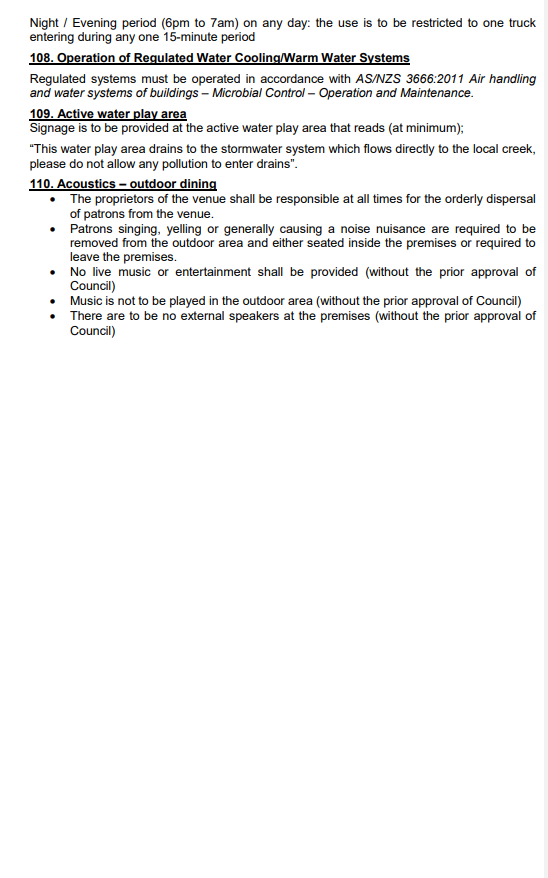 Night / Evening period (6pm to 7am) on any day: the use is to be restricted to one truck
entering during any one 15-minute period
108. Operation of Regulated Water Cooling/Warm Water Systems
Regulated systems must be operated in accordance with AS/NZS 3666:2011 Air handling
and water systems of buildings – Microbial Control – Operation and Maintenance.
109. Active water play area
Signage is to be provided at the active water play area that reads (at minimum);
“This water play area drains to the stormwater system which flows directly to the local creek,
please do not allow any pollution to enter drains”.
110. Acoustics – outdoor dining
• The proprietors of the venue shall be responsible at all times for the orderly dispersal
of patrons from the venue.
• Patrons singing, yelling or generally causing a noise nuisance are required to be
removed from the outdoor area and either seated inside the premises or required to
leave the premises.
• No live music or entertainment shall be provided (without the prior approval of
Council)
• Music is not to be played in the outdoor area (without the prior approval of Council)
• There are to be no external speakers at the premises (without the prior approval of
Council)